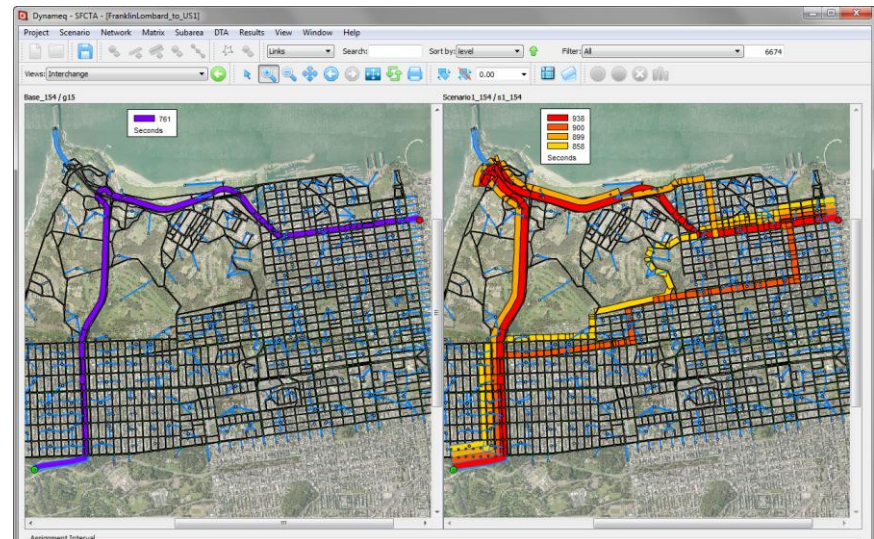 Dynameq - SFCTA - [FranklinLombard_to_US1]
Project Scenario Network Matrix Subarea DTA Results View Window Help
Links Search: Sort by: level Filter: All 6674
Views: Interchange 0.00
Base_154 / g15 Scenario1_154 / s1_154
761
Seconds
938
900
899
858
Seconds
Assignment Interval